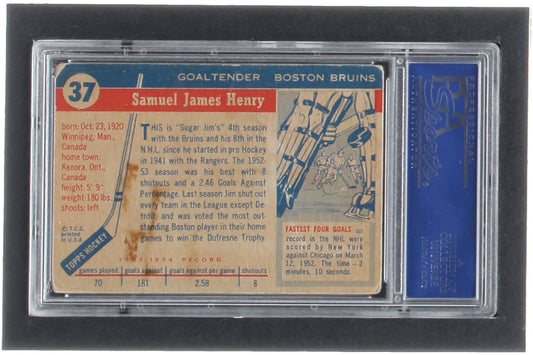 37
GOALTENDER BOSTON BRUINS
Samuel James Henry
born: Oct. 23, 1920
Winnipeg, Man.,
Canada
home town:
Kenora, Ont.,
Canada
height: 5' 9"
weight: 180 lbs.
shoots: left
© T.C.G.
printed
in U.S.A
TOPPS HOCKEY
THIS is "Sugar Jim's" 4th season
with the Bruins and his 8th in the
N.H.L. since he started in pro Hockey
in 1941 with the Rangers. The 1952-
53 season was his best with 8
shutouts and a 2.46 Goals Against
Percentage. Last season Jim shut out
every team in the League except De-
troit, and was voted the most out-
standing Boston player in their home
games to win the Dufresne Trophy.
FASTEST FOUR GOALS on
record in the NHL were
scored by New York
against Chicago on March
12, 1952. The time — 2
minutes, 10 seconds.
1953-1954 RECORD
games played goals against goals against per game shutouts
70 181 2.58 8
PROFESSIONAL
PSA
AUTHENTICATION